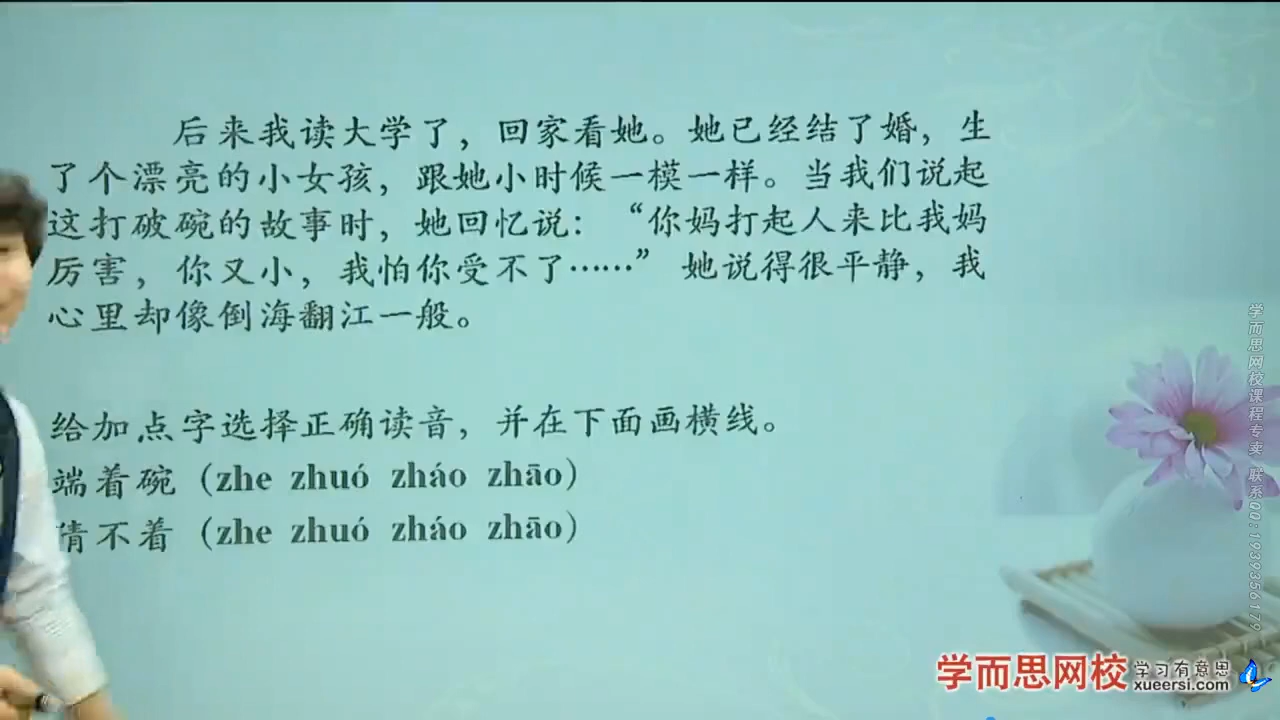 后来我读大学了，回家看她。她已经结了婚，生
了个漂亮的小女孩，跟她小时候一模一样。当我们说起
这打破碗的故事时，她回忆说：“你妈打起人来比我妈
厉害，你又小，我怕你受不了……” 她说得很平静，我
心里却像倒海翻江一般。
给加点字选择正确读音，并在下面画横线。
端着碗（zhe zhuó zháo zhāo）
不着（zhe zhuó zháo zhāo）
学而思网校课程专卖 联系QQ:1939356179
学而思网校 学习有意思
xueersi.com